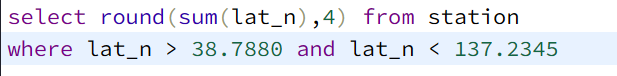 select round(sum(lat_n),4) from station
where lat_n > 38.7880 and lat_n < 137.2345